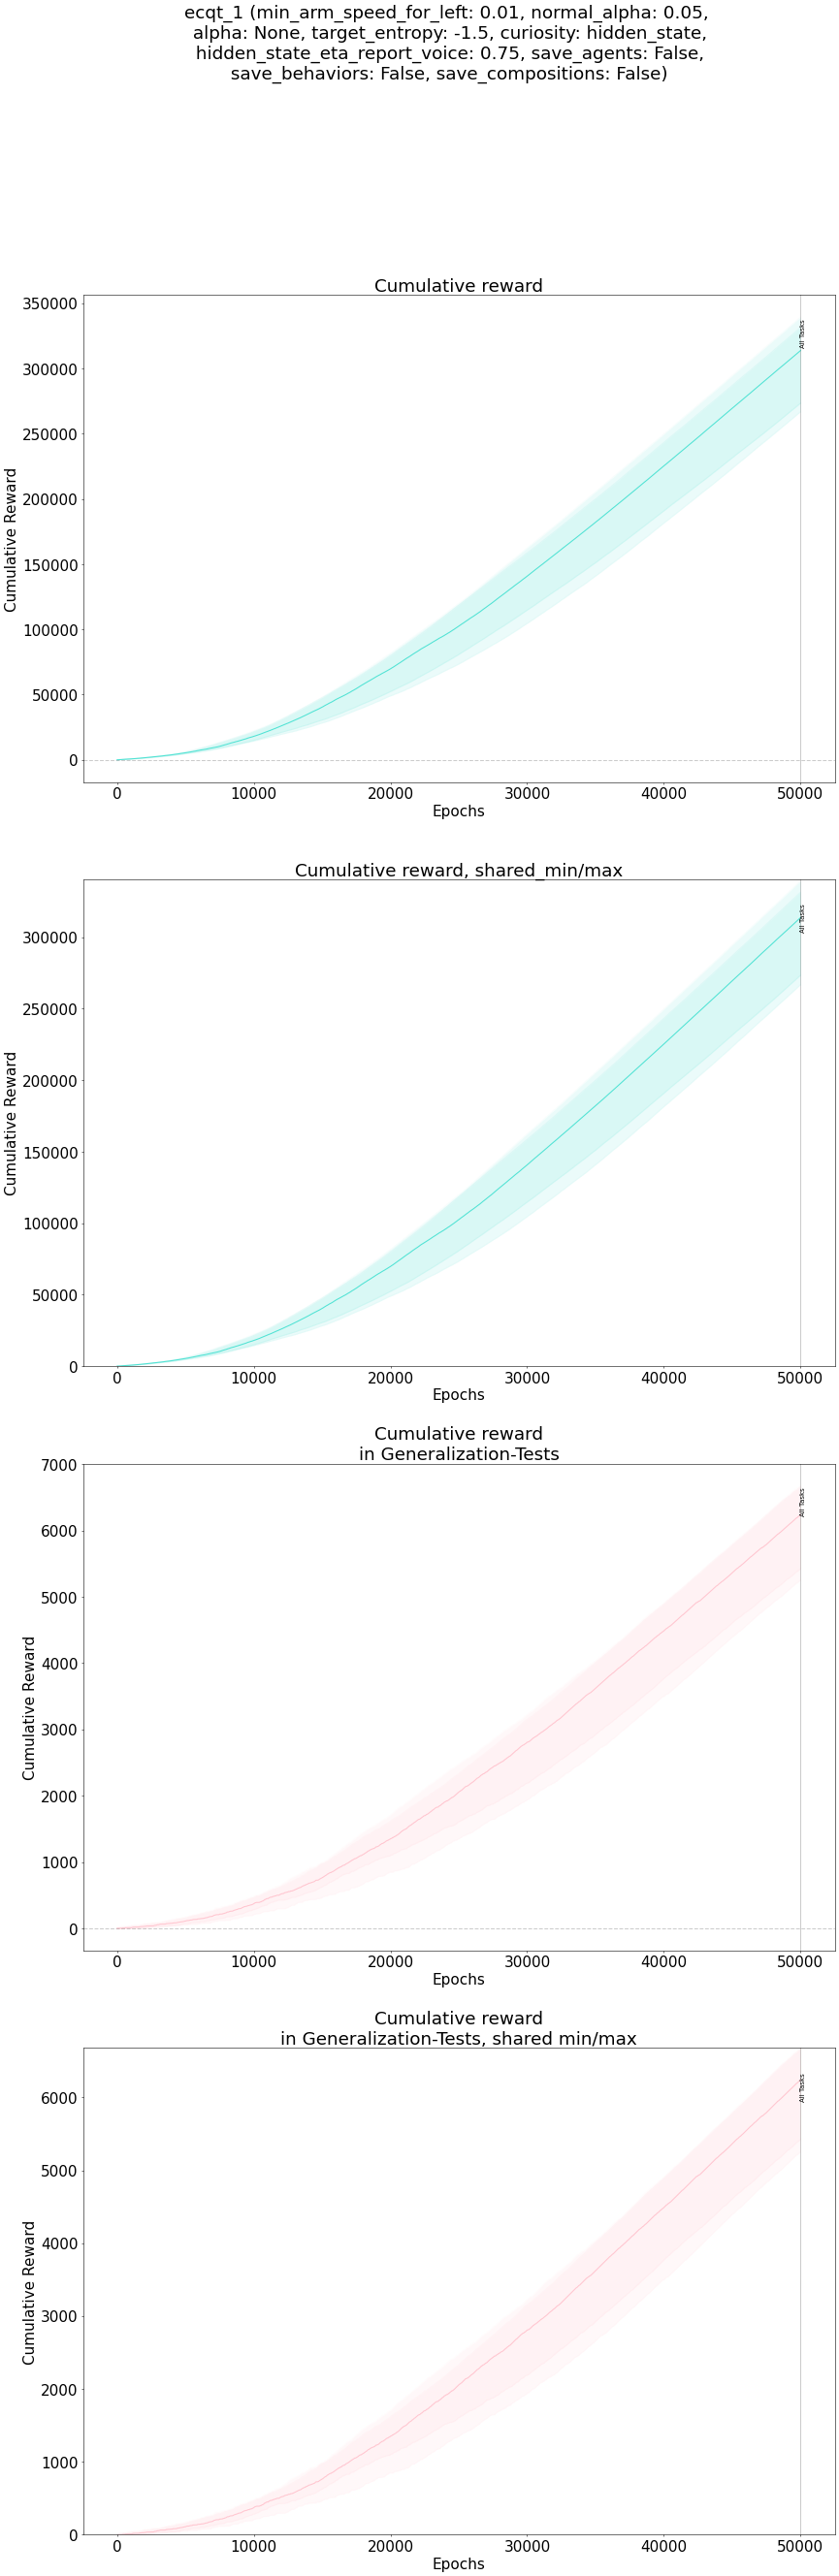 ecqt_1 (min_arm_speed_for_left: 0.01, normal_alpha: 0.05,
alpha: None, target_entropy: -1.5, curiosity: hidden_state,
hidden_state_eta_report_voice: 0.75, save_agents: False,
save_behaviors: False, save_compositions: False)
Cumulative reward
350000
300000
250000
200000
150000
100000
50000
0
Cumulative Reward
All Tasks
0 10000 20000 30000 40000 50000
Epochs
Cumulative reward, shared_min/max
300000
250000
200000
150000
100000
50000
0
Cumulative Reward
All Tasks
0 10000 20000 30000 40000 50000
Epochs
Cumulative reward
in Generalization-Tests
7000
6000
5000
4000
3000
2000
1000
0
Cumulative Reward
All Tasks
0 10000 20000 30000 40000 50000
Epochs
Cumulative reward
in Generalization-Tests, shared min/max
6000
5000
4000
3000
2000
1000
0
Cumulative Reward
All Tasks
0 10000 20000 30000 40000 50000
Epochs